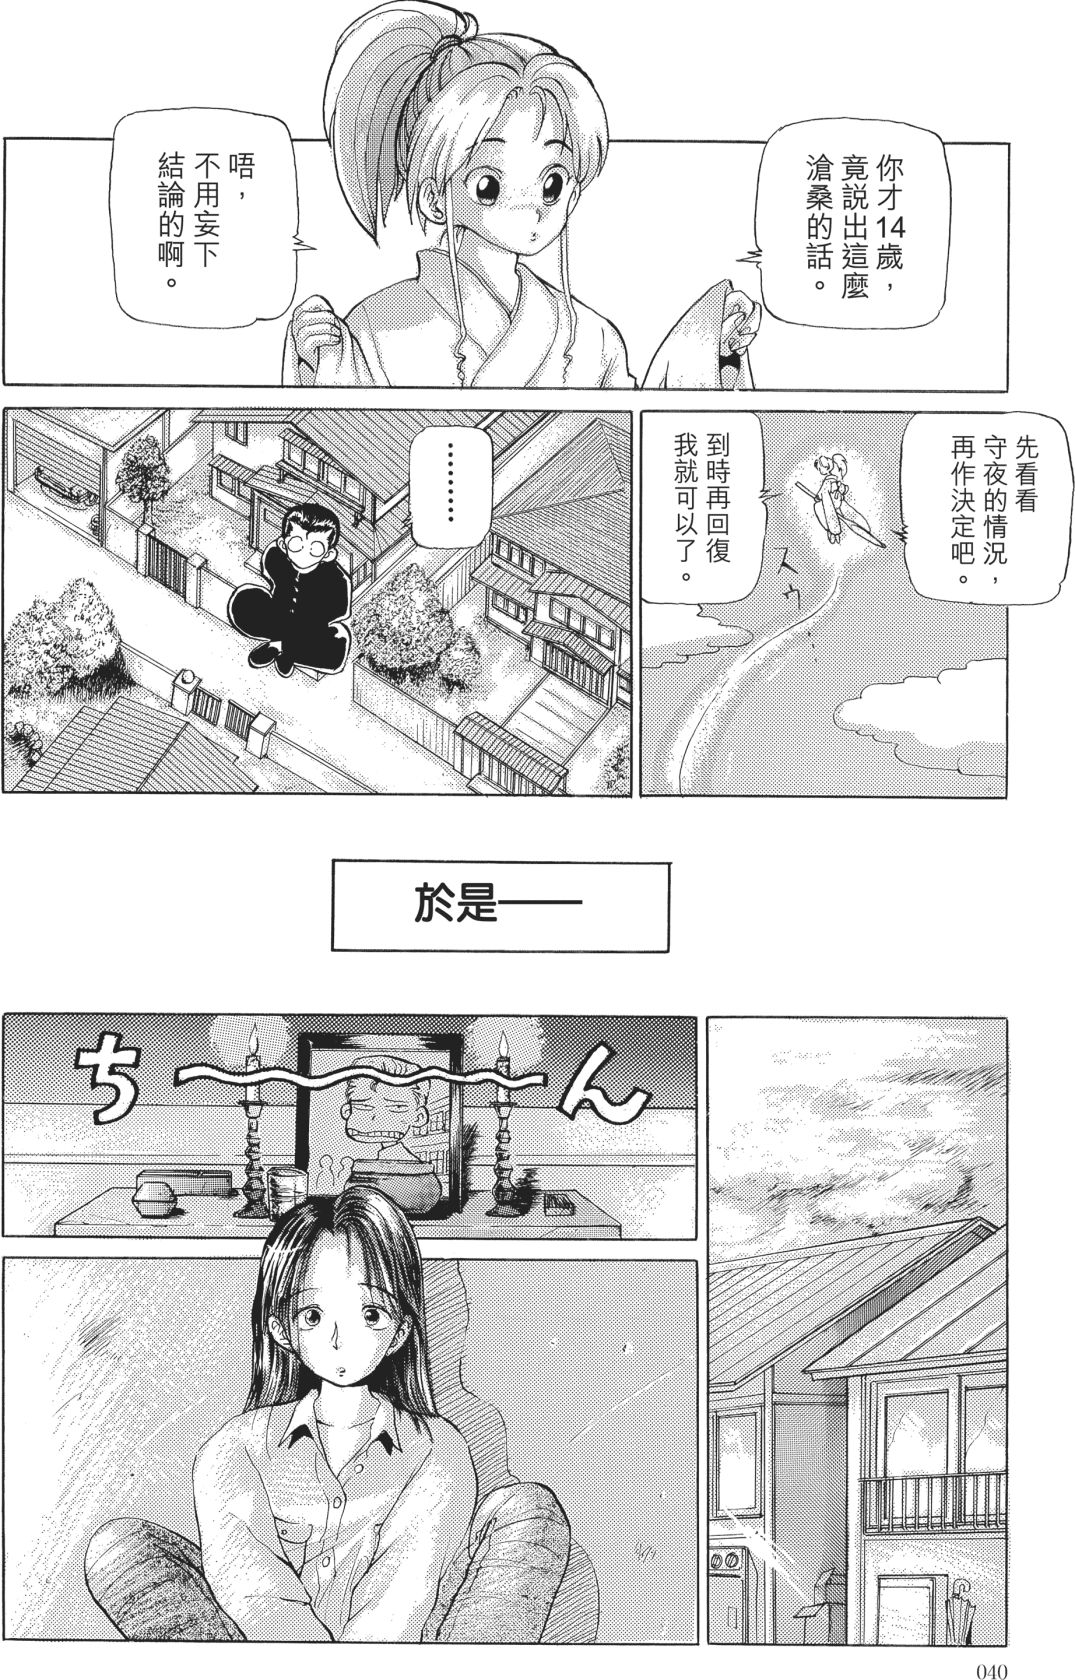 你才14歲，
竟說出這麼
滄桑的話。
唔，
不用妄下
結論的啊。
先看看
守夜的情況，
再作決定吧。
到時再回復
我就可以了。
スゥ
………
於是——
ち～ん
040